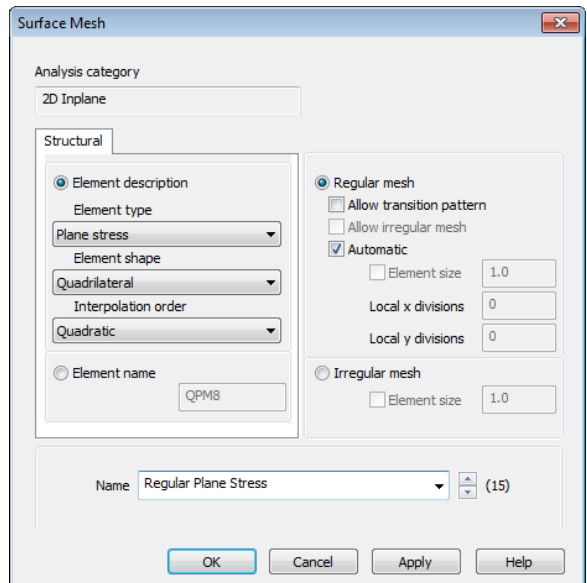 Surface Mesh
Analysis category
2D Inplane
Structural
Element description
Element type
Plane stress
Element shape
Quadrilateral
Interpolation order
Quadratic
Element name
QPM8
Regular mesh
Allow transition pattern
Allow irregular mesh
Automatic
Element size 1.0
Local x divisions 0
Local y divisions 0
Irregular mesh
Element size 1.0
Name Regular Plane Stress (15)
OK Cancel Apply Help